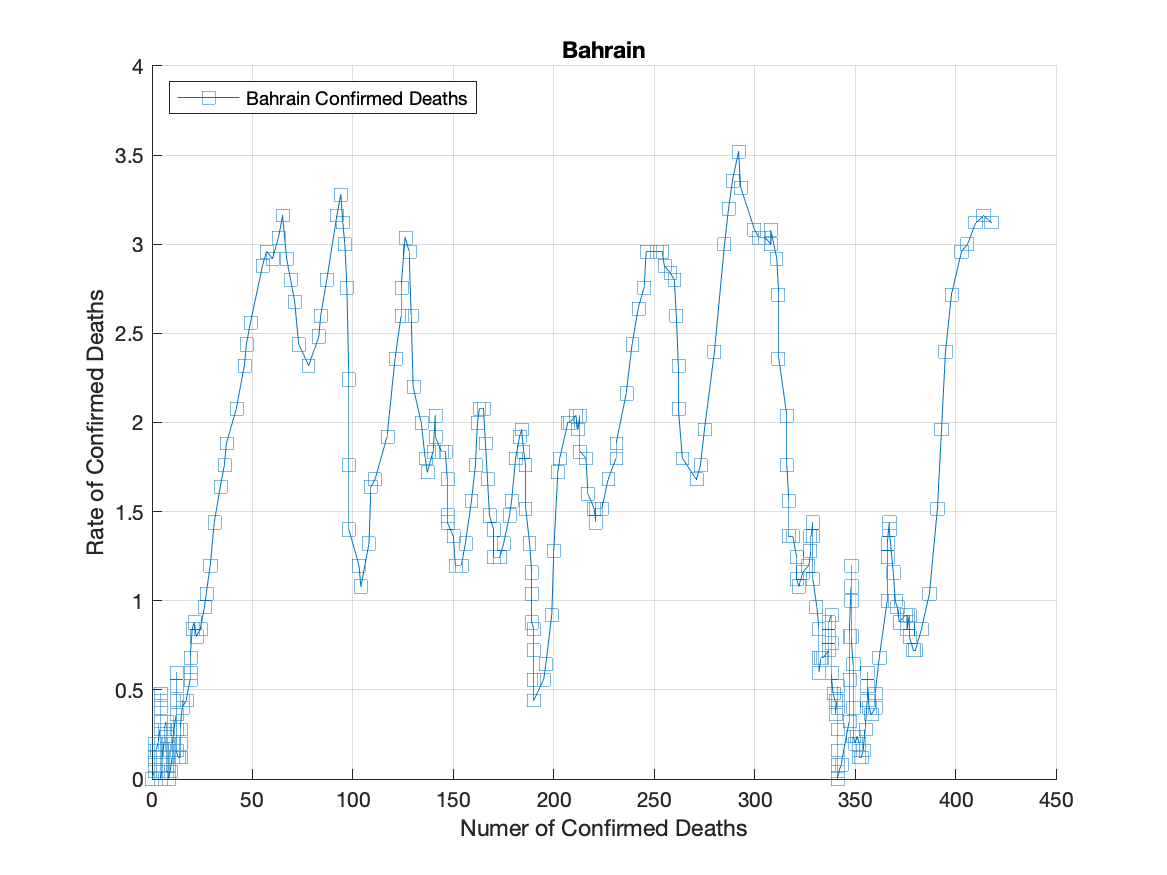 Bahrain
Bahrain Confirmed Deaths
4
3.5
3
2.5
2
1.5
1
0.5
0
Rate of Confirmed Deaths
0 50 100 150 200 250 300 350 400 450
Numer of Confirmed Deaths